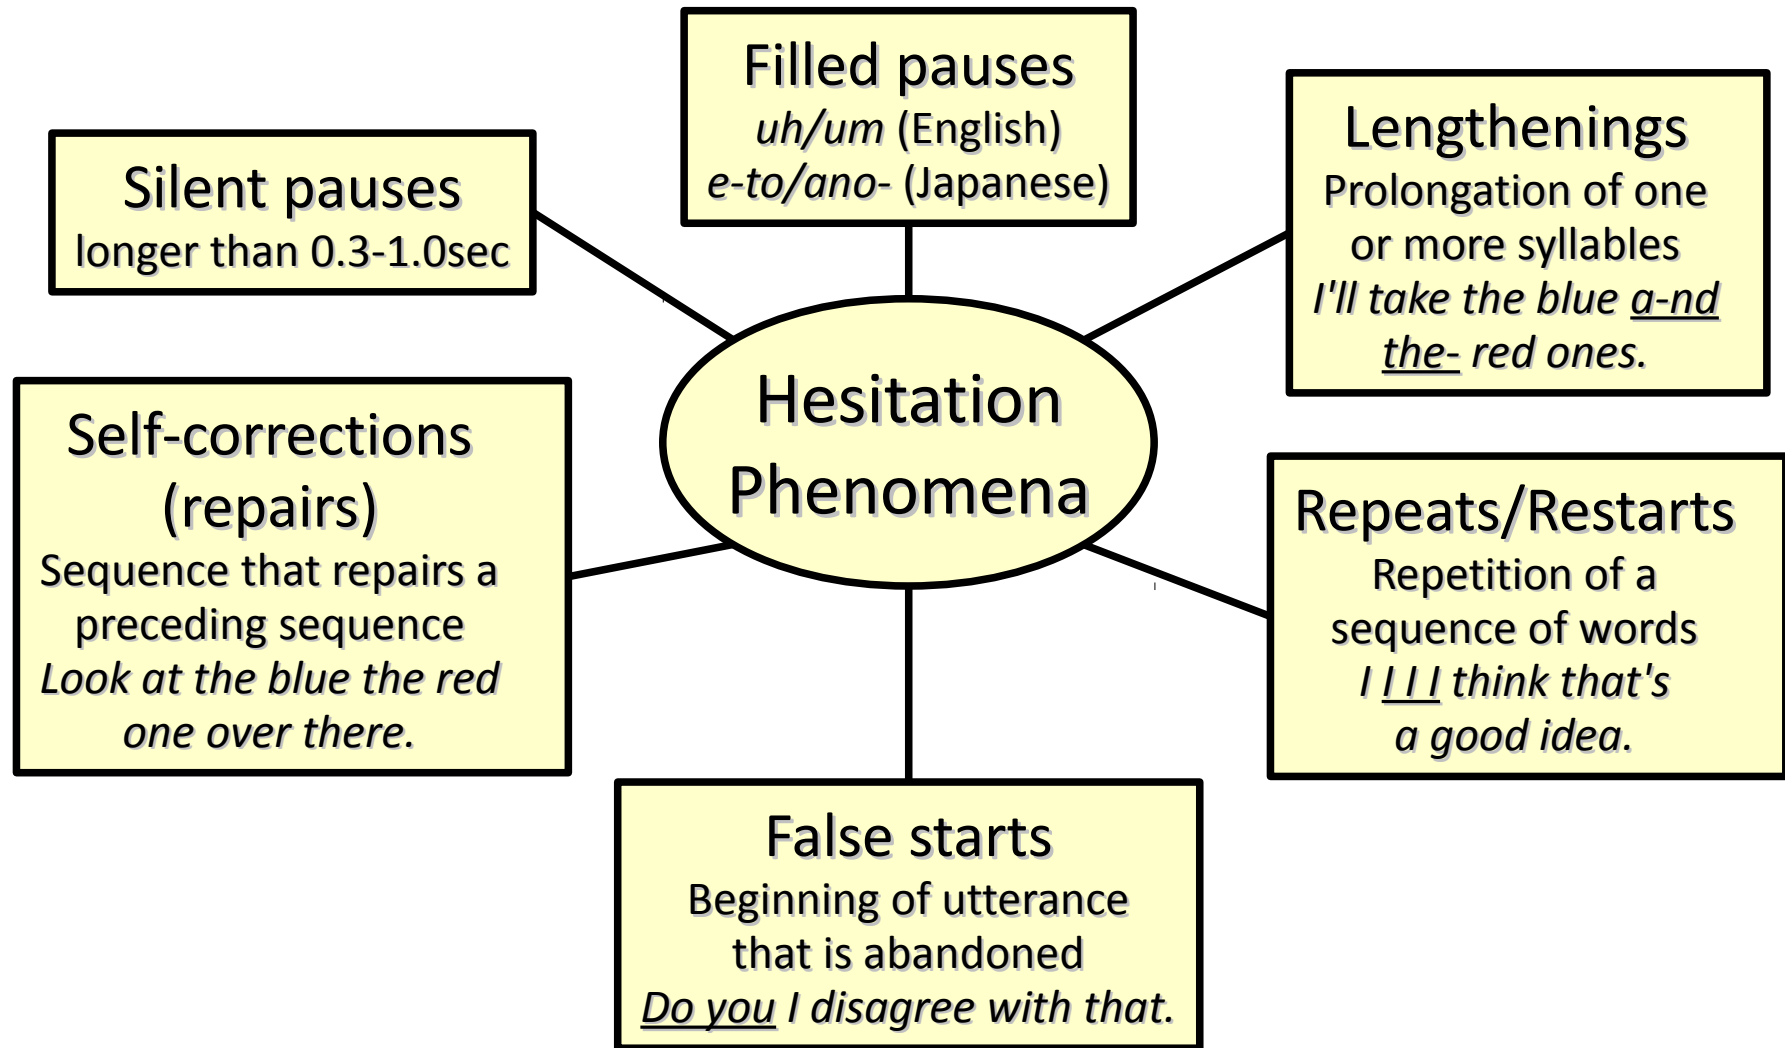 Filled pauses
uh/um (English)
e-to/ano- (Japanese)
Lengthenings
Prolongation of one
or more syllables
I'll take the blue a-nd
the- red ones.
Silent pauses
longer than 0.3-1.0sec
Hesitation
Phenomena
Self-corrections
(repairs)
Sequence that repairs a
preceding sequence
Look at the blue the red
one over there.
Repeats/Restarts
Repetition of a
sequence of words
I I I I think that's
a good idea.
False starts
Beginning of utterance
that is abandoned
Do you I disagree with that.